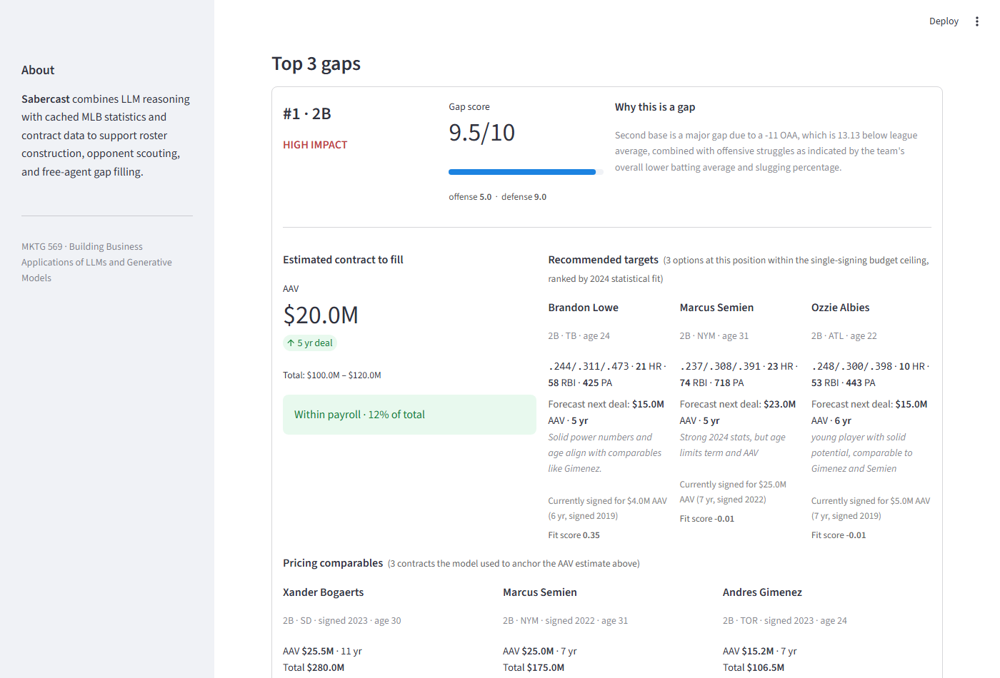 Deploy
About
Sabercast combines LLM reasoning
with cached MLB statistics and
contract data to support roster
construction, opponent scouting,
and free-agent gap filling.
MKTG 569 · Building Business
Applications of LLMs and Generative
Models
Top 3 gaps
#1 · 2B
HIGH IMPACT
Gap score
9.5/10
offense 5.0 · defense 9.0
Why this is a gap
Second base is a major gap due to a -11 OAA, which is 13.13 below league
average, combined with offensive struggles as indicated by the team's
overall lower batting average and slugging percentage.
Estimated contract to fill
AAV
$20.0M
↑ 5 yr deal
Total: $100.0M – $120.0M
Within payroll · 12% of total
Recommended targets (3 options at this position within the single-signing budget ceiling,
ranked by 2024 statistical fit)
Brandon Lowe
2B · TB · age 24
.244/.311/.473 · 21 HR ·
58 RBI · 425 PA
Forecast next deal: $15.0M
AAV · 5 yr
Solid power numbers and
age align with comparables
like Gimenez.
Currently signed for $4.0M AAV
(6 yr, signed 2019)
Fit score 0.35
Marcus Semien
2B · NYM · age 31
.237/.308/.391 · 23 HR ·
74 RBI · 718 PA
Forecast next deal: $23.0M
AAV · 5 yr
Strong 2024 stats, but age
limits term and AAV
Currently signed for $25.0M
AAV (7 yr, signed 2022)
Fit score -0.01
Ozzie Albies
2B · ATL · age 22
.248/.300/.398 · 10 HR ·
53 RBI · 443 PA
Forecast next deal: $15.0M
AAV · 6 yr
young player with solid
potential, comparable to
Gimenez and Semien
Currently signed for $5.0M AAV
(7 yr, signed 2019)
Fit score -0.01
Pricing comparables (3 contracts the model used to anchor the AAV estimate above)
Xander Bogaerts
2B · SD · signed 2023 · age 30
AAV $25.5M · 11 yr
Total $280.0M
Marcus Semien
2B · NYM · signed 2022 · age 31
AAV $25.0M · 7 yr
Total $175.0M
Andres Gimenez
2B · TOR · signed 2023 · age 24
AAV $15.2M · 7 yr
Total $106.5M